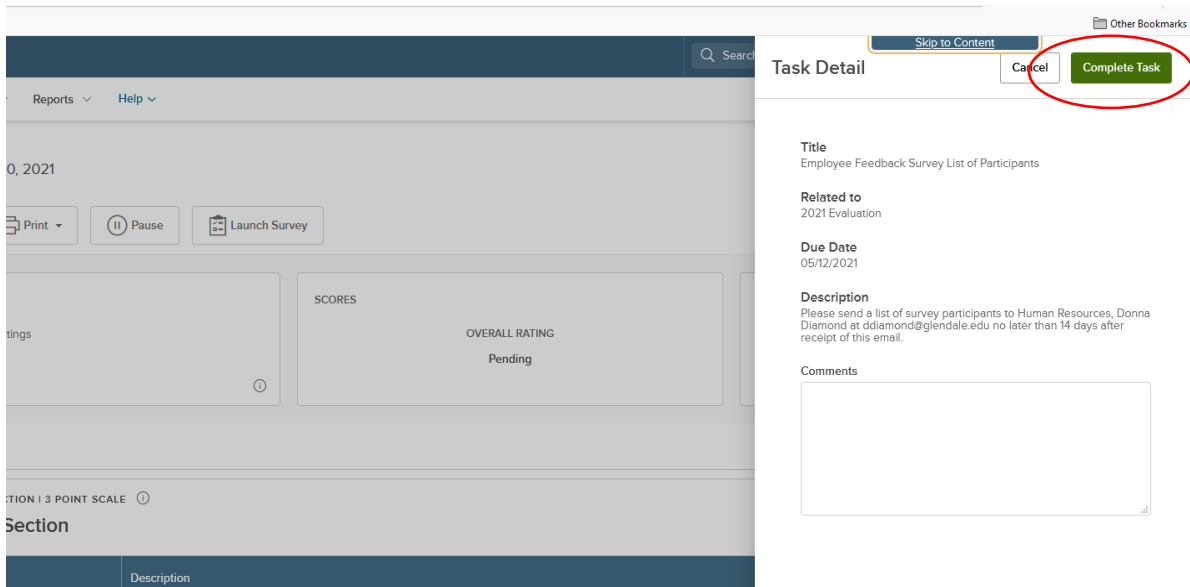 Other Bookmarks
Skip to Content
Search
Task Detail
Cancel
Complete Task
Reports
Help
Title
Employee Feedback Survey List of Participants
0, 2021
Related to
2021 Evaluation
Print
Pause
Launch Survey
Due Date
05/12/2021
Description
Please send a list of survey participants to Human Resources, Donna
Diamond at ddiamond@glendale.edu no later than 14 days after
receipt of this email.
SCORES
tings
OVERALL RATING
Pending
Comments
CTION | 3 POINT SCALE
Section
Description